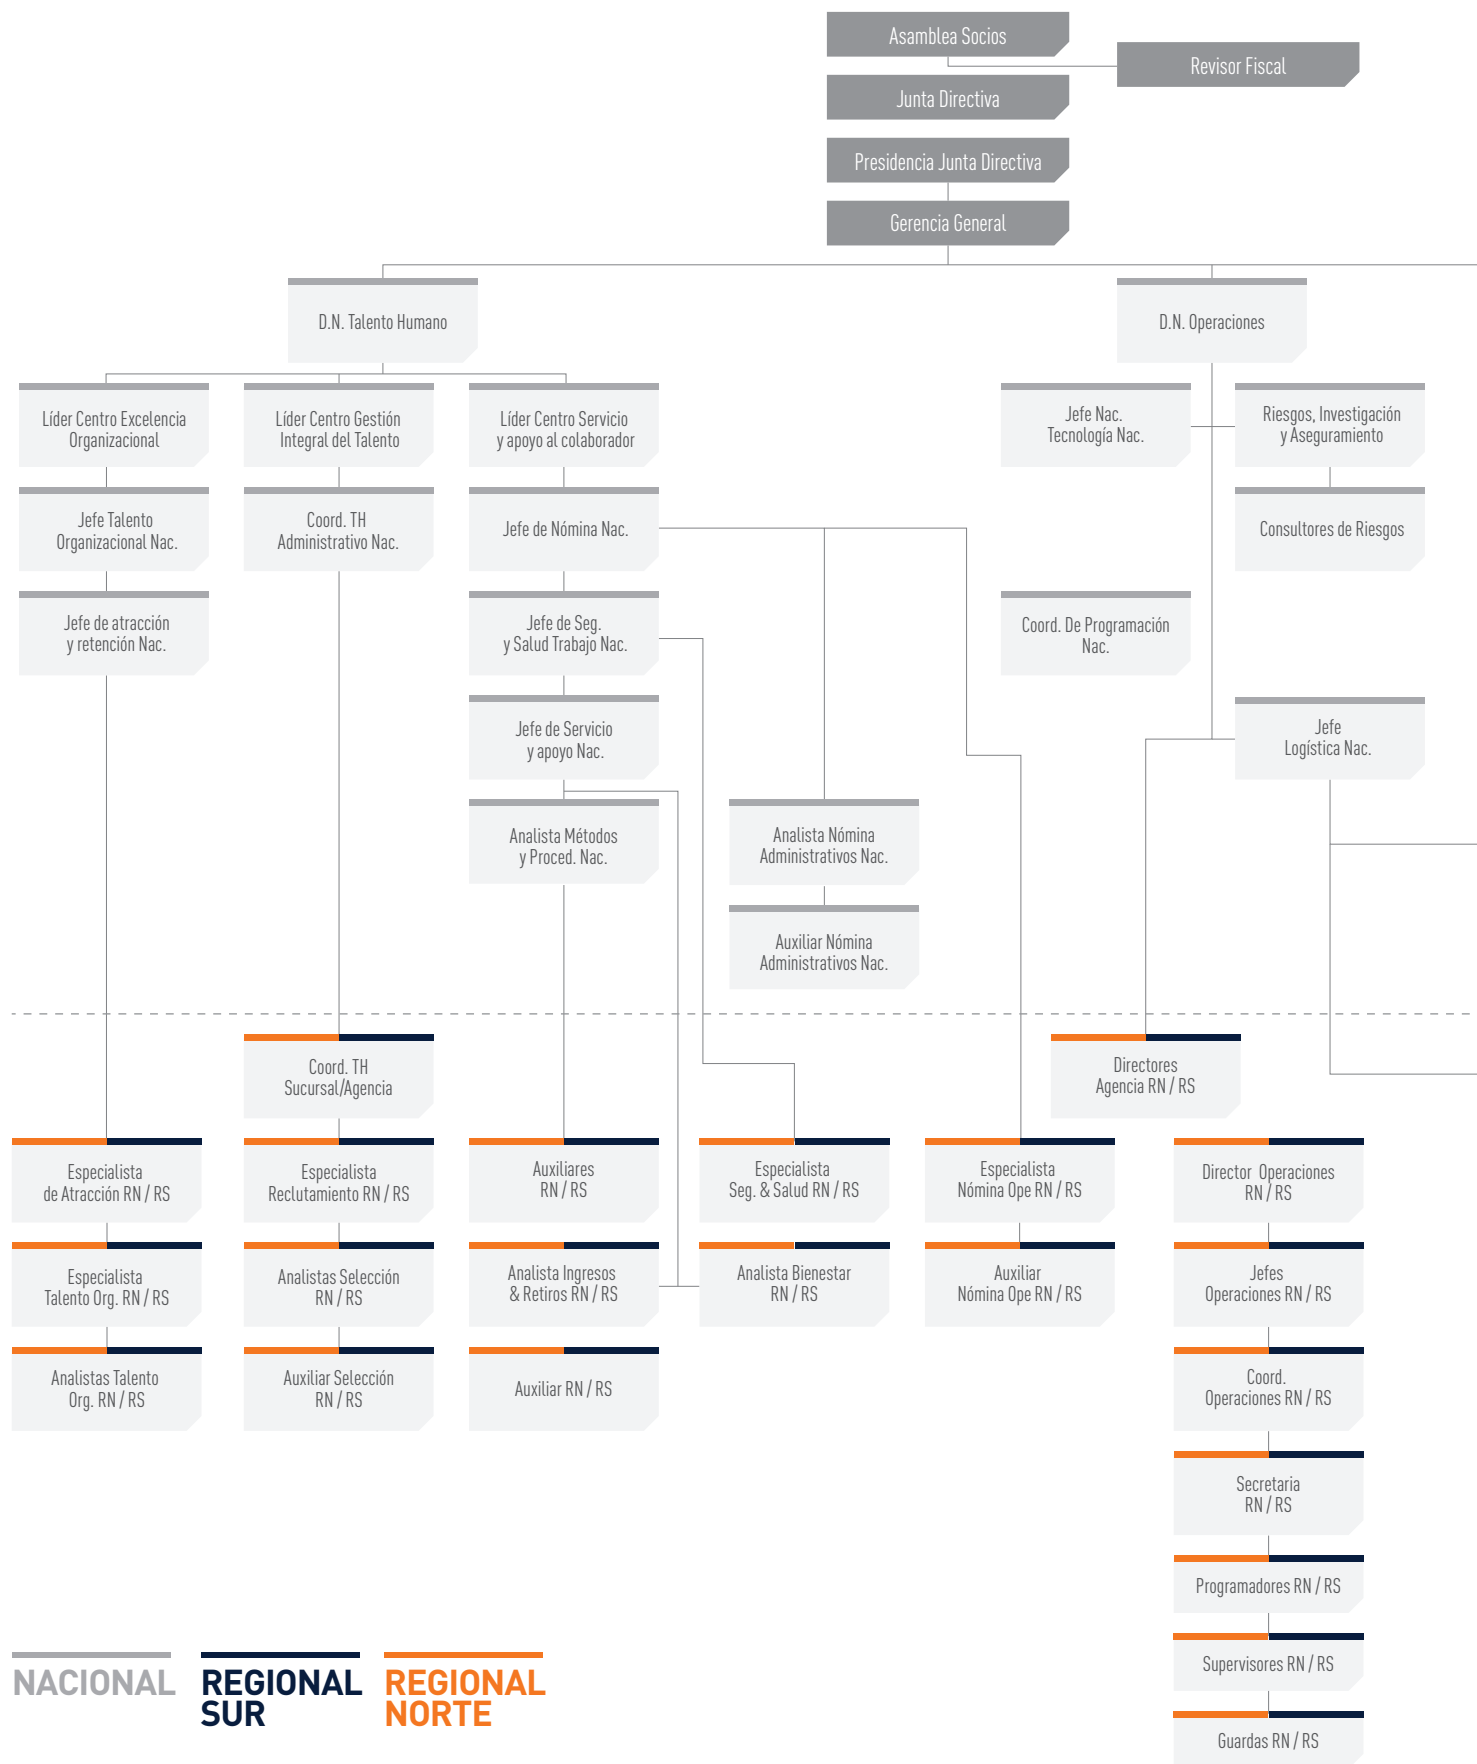 Asamblea Socios
Revisor Fiscal
Junta Directiva
Presidencia Junta Directiva
Gerencia General
D.N. Talento Humano
D.N. Operaciones
Líder Centro Excelencia
Organizacional
Líder Centro Gestión
Integral del Talento
Líder Centro Servicio
y apoyo al colaborador
Jefe Nac.
Tecnología Nac.
Riesgos, Investigación
y Aseguramiento
Jefe Talento
Organizacional Nac.
Coord. TH
Administrativo Nac.
Jefe de Nómina Nac.
Consultores de Riesgos
Jefe de atracción
y retención Nac.
Jefe de Seg.
y Salud Trabajo Nac.
Coord. De Programación
Nac.
Jefe de Servicio
y apoyo Nac.
Jefe
Logística Nac.
Analista Métodos
y Proced. Nac.
Analista Nómina
Administrativos Nac.
Auxiliar Nómina
Administrativos Nac.
Coord. TH
Sucursal/Agencia
Directores
Agencia RN / RS
Especialista
de Atracción RN / RS
Especialista
Reclutamiento RN / RS
Auxiliares
RN / RS
Especialista
Seg. & Salud RN / RS
Especialista
Nómina Ope RN / RS
Director Operaciones
RN / RS
Especialista
Talento Org. RN / RS
Analistas Selección
RN / RS
Analista Ingresos
& Retiros RN / RS
Analista Bienestar
RN / RS
Auxiliar
Nómina Ope RN / RS
Jefes
Operaciones RN / RS
Analistas Talento
Org. RN / RS
Auxiliar Selección
RN / RS
Auxiliar RN / RS
Coord.
Operaciones RN / RS
Secretaria
RN / RS
Programadores RN / RS
Supervisores RN / RS
Guardas RN / RS
NACIONAL
REGIONAL
SUR
REGIONAL
NORTE